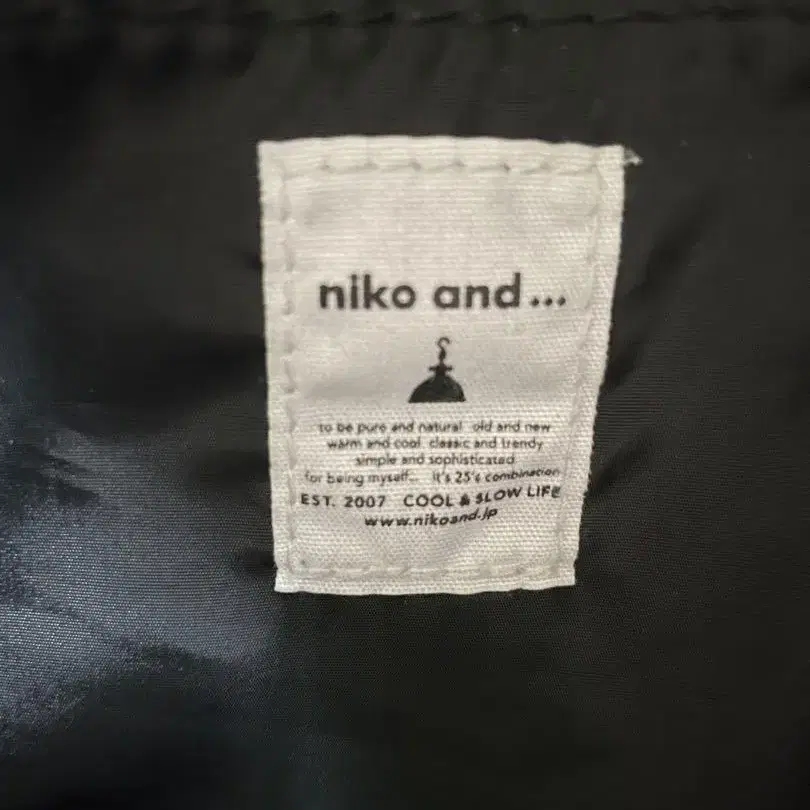 niko and...
to be pure and natural old and new
warm and cool classic and trendy
simple and sophisticated
for being myself... it's 25's combination
EST. 2007 COOL & SLOW LIFE
www.nikoand.jp